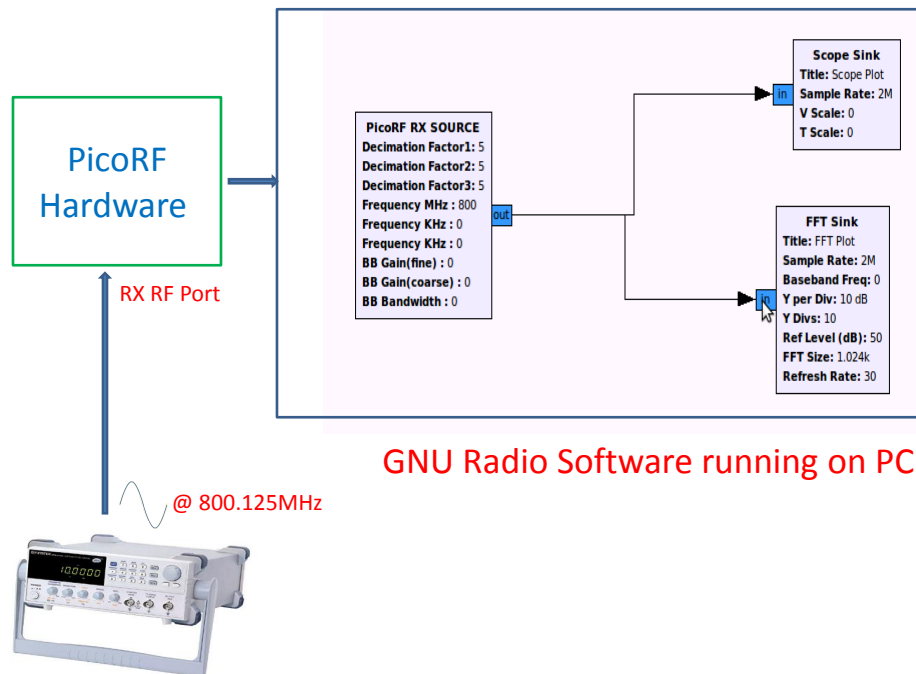 PicoRF
Hardware
RX RF Port
@ 800.125MHz
PicoRF RX SOURCE
Decimation Factor1: 5
Decimation Factor2: 5
Decimation Factor3: 5
Frequency MHz : 800
Frequency KHz : 0
Frequency KHz : 0
BB Gain(fine) : 0
BB Gain(coarse) : 0
BB Bandwidth : 0
out
in
Scope Sink
Title: Scope Plot
Sample Rate: 2M
V Scale: 0
T Scale: 0
in
FFT Sink
Title: FFT Plot
Sample Rate: 2M
Baseband Freq: 0
Y per Div: 10 dB
Y Divs: 10
Ref Level (dB): 50
FFT Size: 1.024k
Refresh Rate: 30
GNU Radio Software running on PC
10.0000